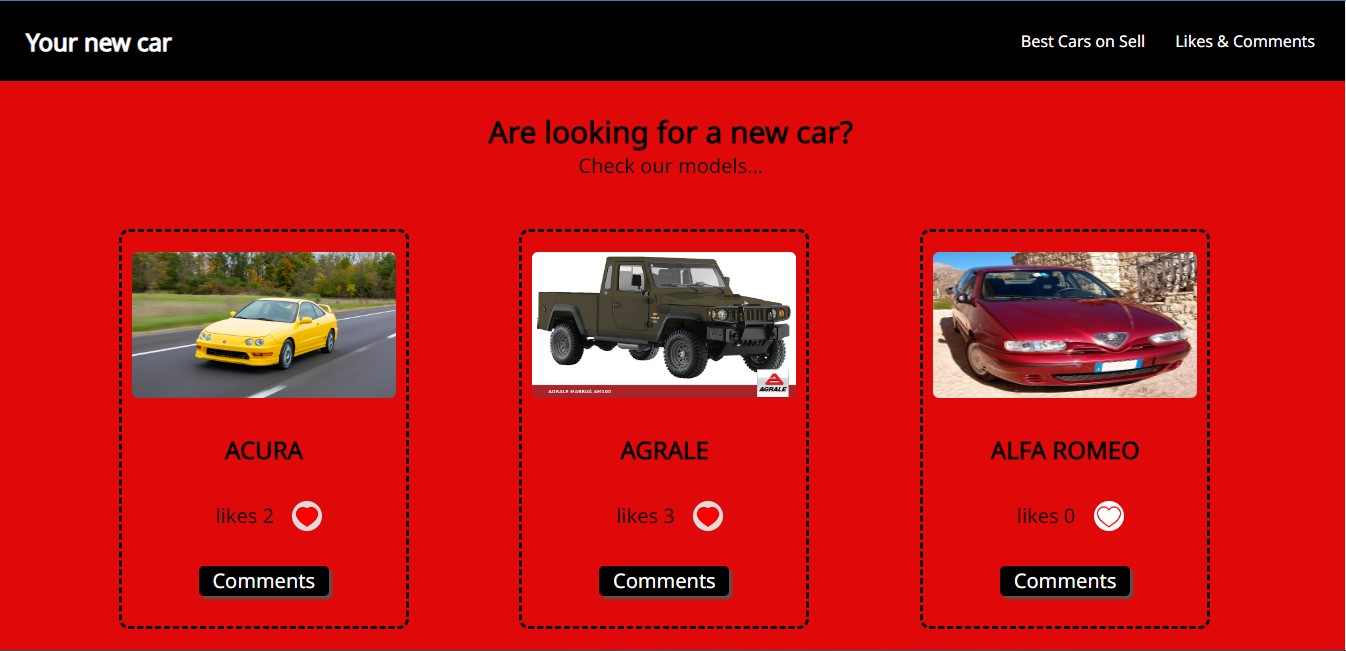 Your new car
Best Cars on Sell
Likes & Comments
Are looking for a new car?
Check our models...
AGRALE MARRUÁ AM100
AGRALE
ACURA
AGRALE
ALFA ROMEO
likes 2
likes 3
likes 0
Comments
Comments
Comments